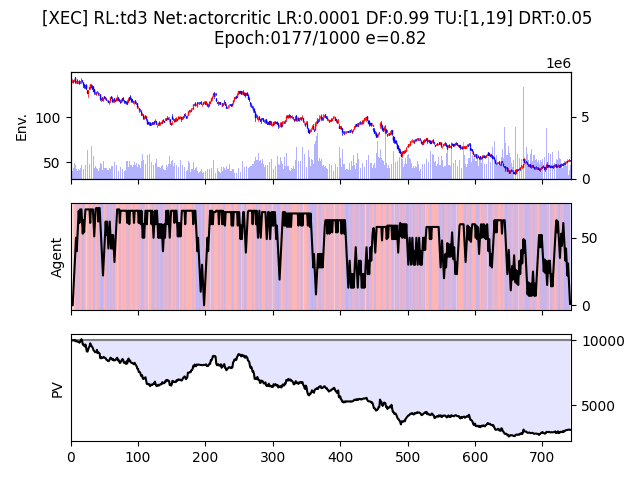 [XEC] RL:td3 Net:actorcritic LR:0.0001 DF:0.99 TU:[1,19] DRT:0.05
Epoch:0177/1000 e=0.82
1e6
Env.
100
50
5
0
Agent
50
0
PV
10000
5000
0 100 200 300 400 500 600 700